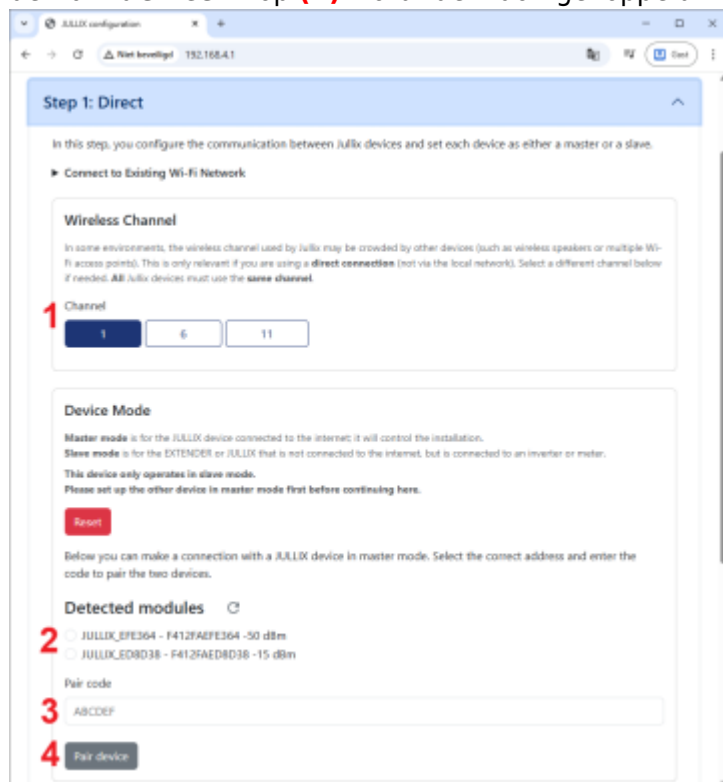 JULLIX configuration
Niet beveiligd 192.168.4.1
Gast
Step 1: Direct
In this step, you configure the communication between Jullix devices and set each device as either a master or a slave.
Connect to Existing Wi-Fi Network
Wireless Channel
In some environments, the wireless channel used by Jullix may be crowded by other devices (such as wireless speakers or multiple Wi-
Fi access points). This is only relevant if you are using a direct connection (not via the local network). Select a different channel below
if needed. All Jullix devices must use the same channel.
Channel
1
1 6 11
Device Mode
Master mode is for the JULLIX device connected to the internet; it will control the installation.
Slave mode is for the EXTENDER or JULLIX that is not connected to the internet, but is connected to an inverter or meter.
This device only operates in slave mode.
Please set up the other device in master mode first before continuing here.
Reset
Below you can make a connection with a JULLIX device in master mode. Select the correct address and enter the
code to pair the two devices.
Detected modules
2
JULLIX_EFE364 - F412FAEFE364 -50 dBm
JULLIX_ED8D38 - F412FAED8D38 -15 dBm
Pair code
3 ABCDEF
4 Pair device